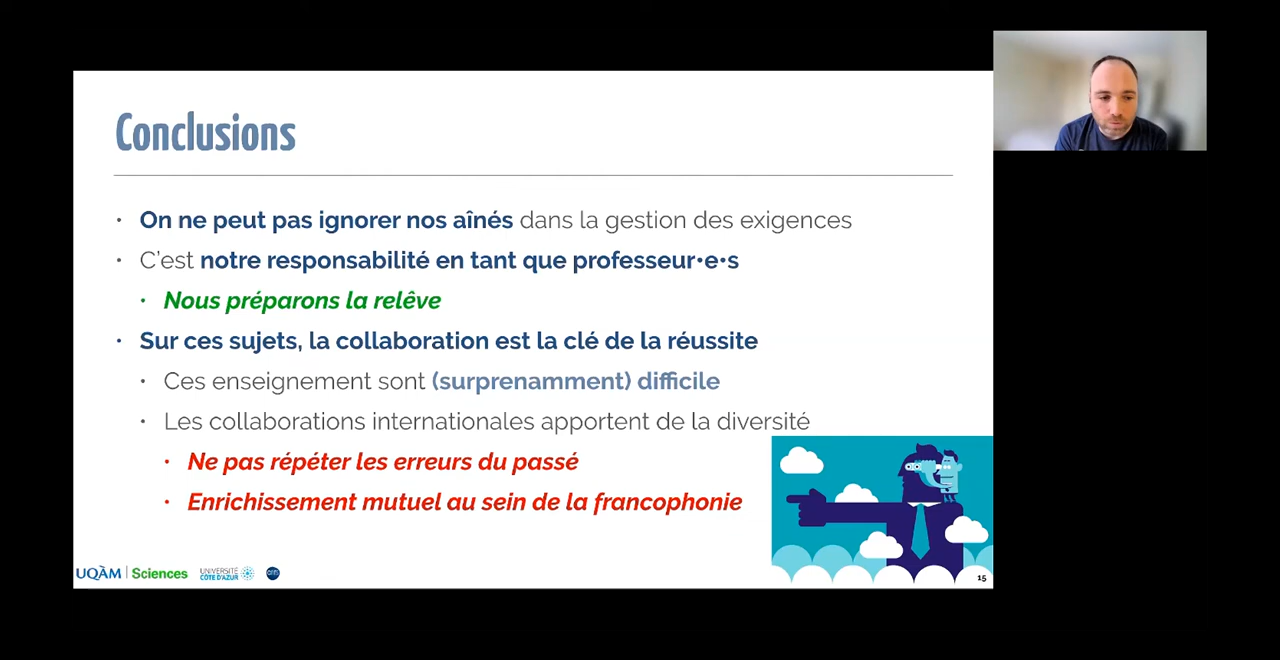 Conclusions
On ne peut pas ignorer nos aînés dans la gestion des exigences
C'est notre responsabilité en tant que professeur•e•s
Nous préparons la relêve
Sur ces sujets, la collaboration est la clé de la réussite
Ces enseignement sont (surprenamment) difficile
Les collaborations internationales apportent de la diversité
Ne pas répéter les erreurs du passé
Enrichissement mutuel au sein de la francophonie
UQÀM | Sciences
UNIVERSITÉ
CÔTE D'AZUR
cnrs
15